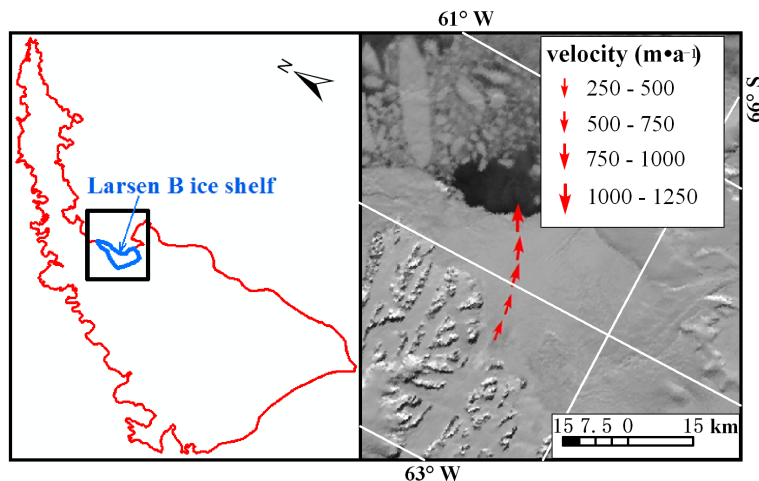 61° W
N
velocity (m•a⁻¹)
250 - 500
500 - 750
750 - 1000
1000 - 1250
66° S
Larsen B ice shelf
15 7. 5 0 15 km
63° W